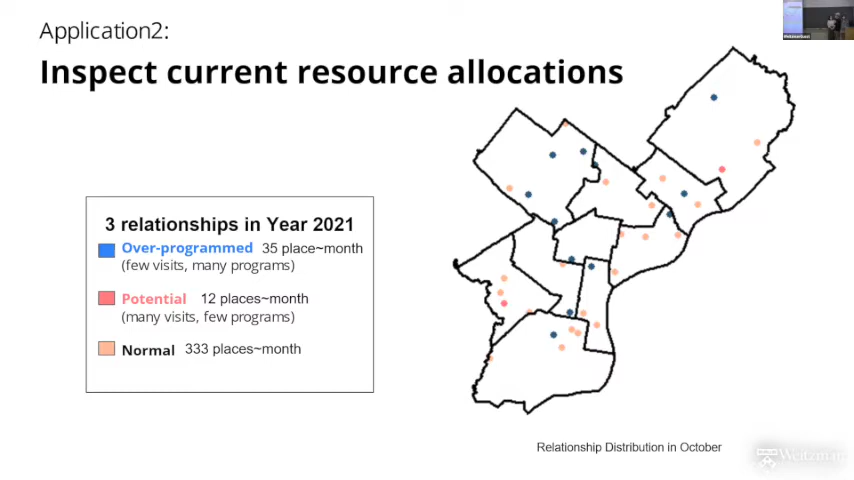 Application2:
Inspect current resource allocations
3 relationships in Year 2021
Over-programmed 35 place~month
(few visits, many programs)
Potential 12 places~month
(many visits, few programs)
Normal 333 places~month
Relationship Distribution in October
Weitzman